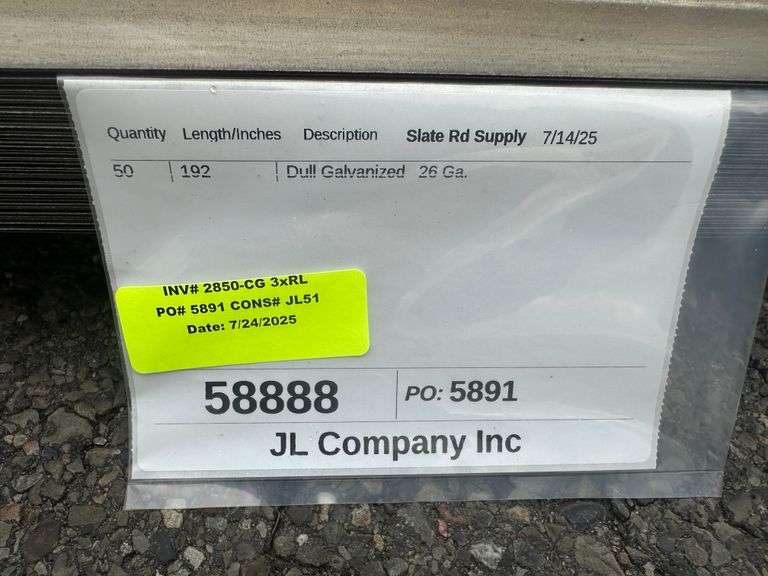 Quantity Length/Inches Description Slate Rd Supply 7/14/25
50 192 Dull Galvanized 26 Ga.
INV# 2850-CG 3xRL
PO# 5891 CONS# JL51
Date: 7/24/2025
58888 PO: 5891
JL Company Inc